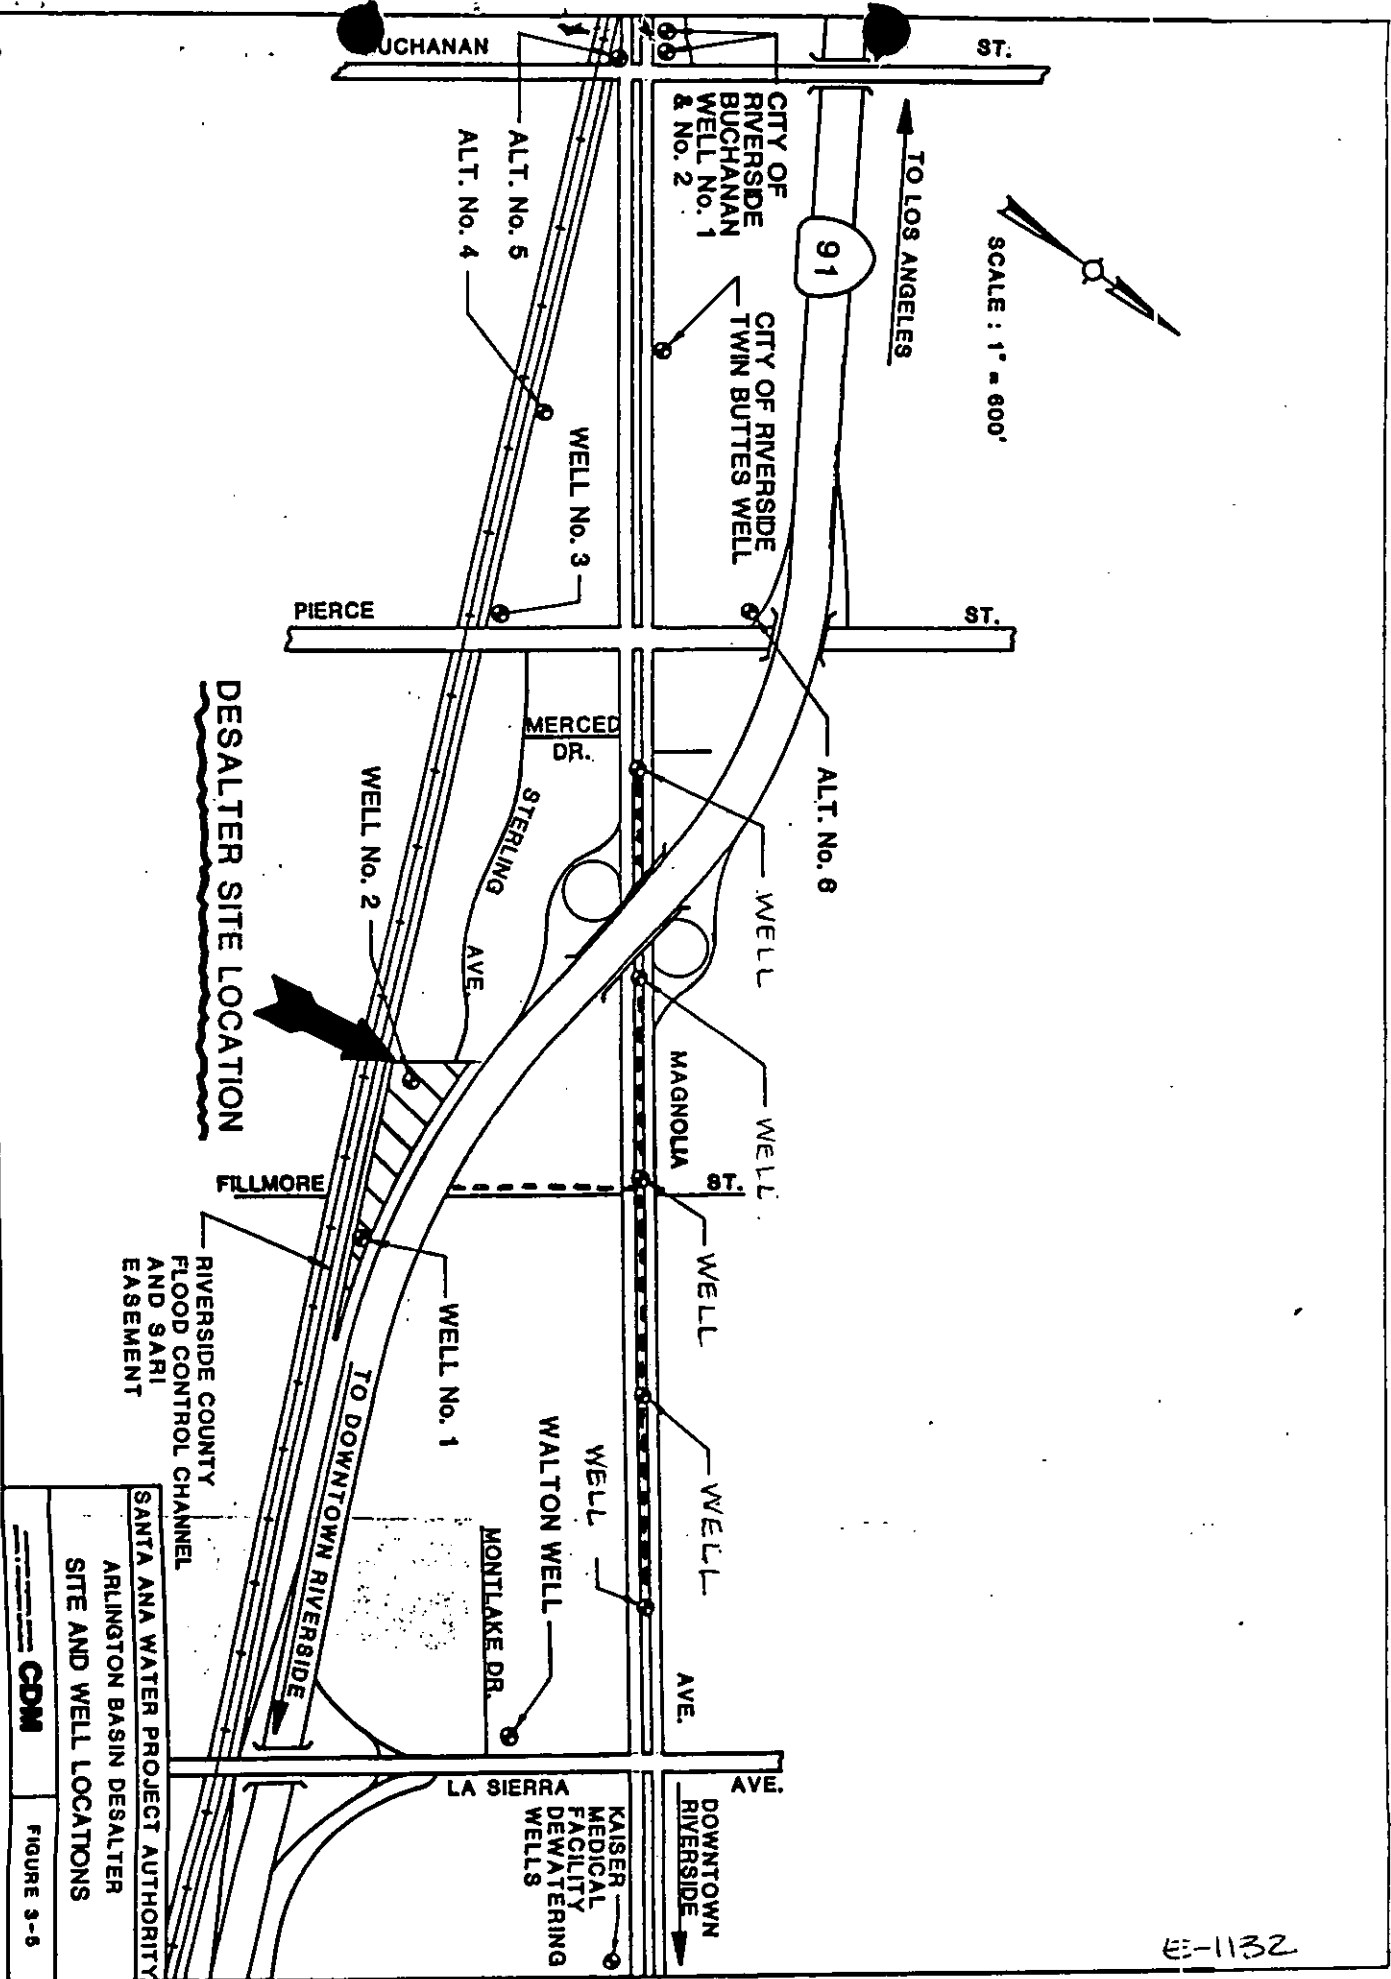 BUCHANAN
ST.
CITY OF
RIVERSIDE
BUCHANAN
WELL No. 1
& No. 2
ALT. No. 5
ALT. No. 4
TO LOS ANGELES
91
SCALE : 1" = 600'
CITY OF RIVERSIDE
TWIN BUTTES WELL
WELL No. 3
PIERCE
ST.
MERCED
DR.
STERLING
AVE.
ALT. No. 6
WELL
WELL No. 2
DESALTER SITE LOCATION
MAGNOLIA
WELL
FILLMORE
ST.
WELL
WELL No. 1
RIVERSIDE COUNTY
FLOOD CONTROL CHANNEL
AND SARI
EASEMENT
TO DOWNTOWN RIVERSIDE
WELL
WELL
WALTON WELL
MONTLAKE DR.
AVE.
LA SIERRA
AVE.
DOWNTOWN
RIVERSIDE
KAISER
MEDICAL
FACILITY
DEWATERING
WELLS
SANTA ANA WATER PROJECT AUTHORITY
ARLINGTON BASIN DESALTER
SITE AND WELL LOCATIONS
CDM
FIGURE 3-5
EE-1132